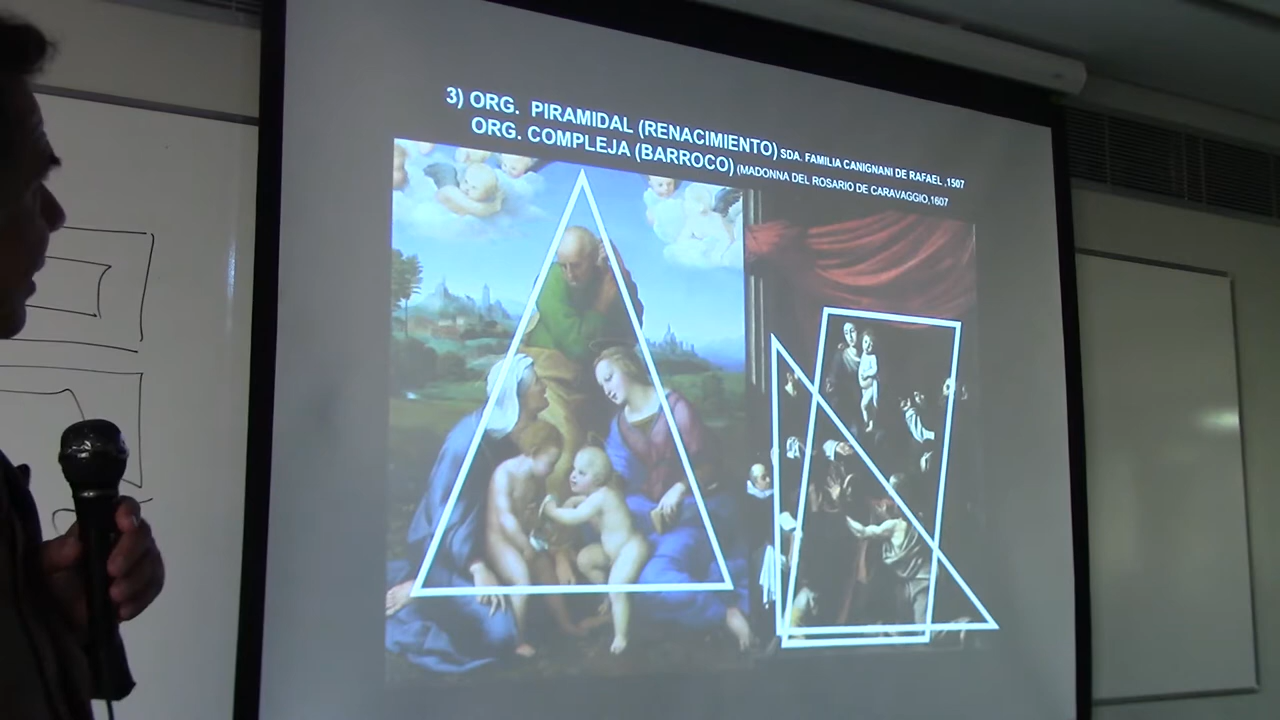 3) ORG. PIRAMIDAL (RENACIMIENTO) SDA. FAMILIA CANIGNANI DE RAFAEL ,1507
ORG. COMPLEJA (BARROCO) (MADONNA DEL ROSARIO DE CARAVAGGIO,1607